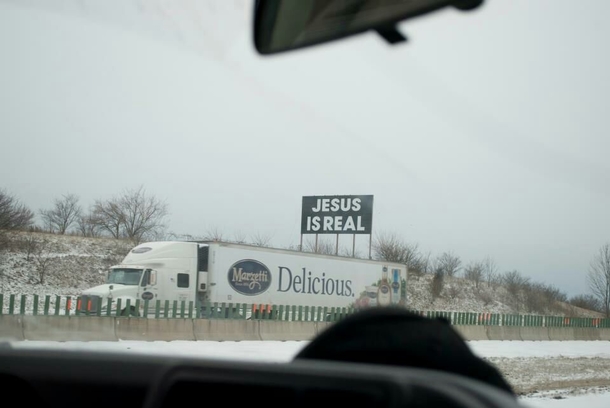 JESUS
IS REAL
Marzetti
Delicious.